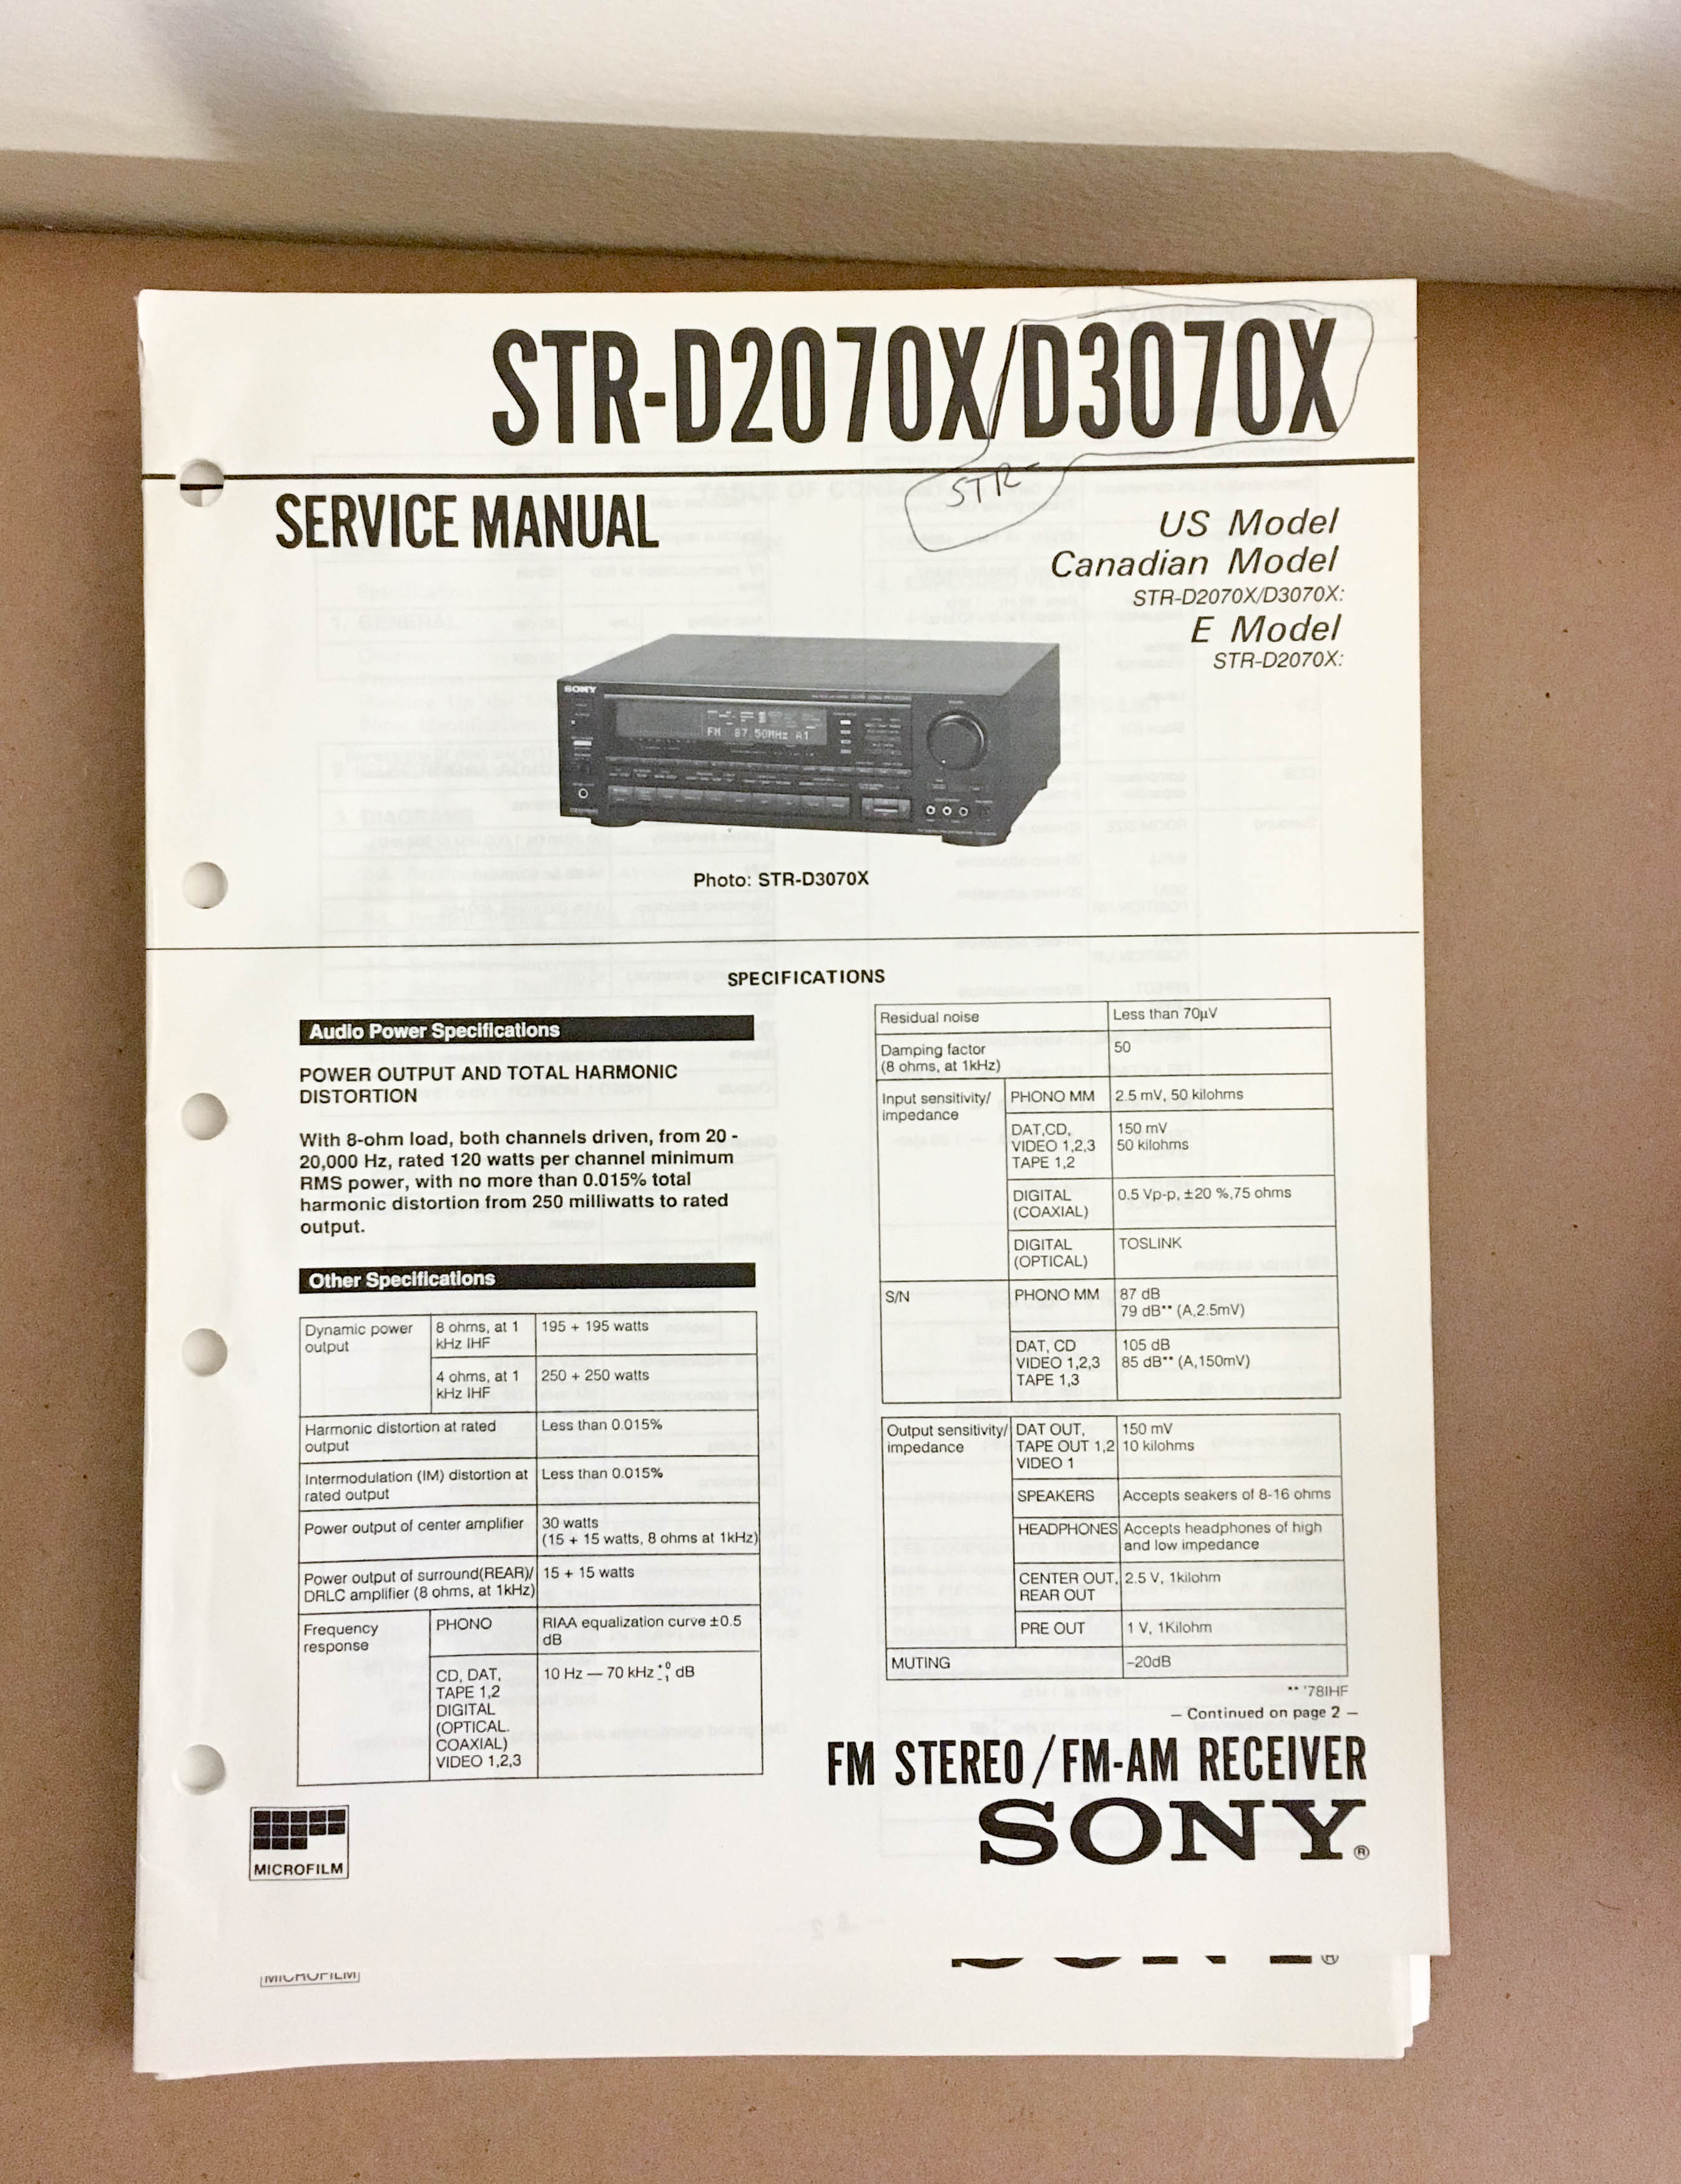 STR-D2070X/D3070X
STR-
SERVICE MANUAL
US Model
Canadian Model
STR-D2070X/D3070X:
E Model
STR-D2070X:
SONY
FM 87.50MHz A1
Photo: STR-D3070X
SPECIFICATIONS
Audio Power Specifications
POWER OUTPUT AND TOTAL HARMONIC
DISTORTION
With 8-ohm load, both channels driven, from 20 -
20,000 Hz, rated 120 watts per channel minimum
RMS power, with no more than 0.015% total
harmonic distortion from 250 milliwatts to rated
output.
Other Specifications
Dynamic power
output
8 ohms, at 1
kHz IHF
195 + 195 watts
4 ohms, at 1
kHz IHF
250 + 250 watts
Harmonic distortion at rated
output
Less than 0.015%
Intermodulation (IM) distortion at
rated output
Less than 0.015%
Power output of center amplifier
30 watts
(15 + 15 watts, 8 ohms at 1kHz)
Power output of surround(REAR)/
DRLC amplifier (8 ohms, at 1kHz)
15 + 15 watts
Frequency
response
PHONO
RIAA equalization curve ±0.5
dB
CD, DAT,
TAPE 1,2
DIGITAL
(OPTICAL.
COAXIAL)
VIDEO 1,2,3
10 Hz — 70 kHz +0 -1 dB
Residual noise
Less than 70μV
Damping factor
(8 ohms, at 1kHz)
50
Input sensitivity/
impedance
PHONO MM
2.5 mV, 50 kilohms
DAT,CD,
VIDEO 1,2,3
TAPE 1,2
150 mV
50 kilohms
DIGITAL
(COAXIAL)
0.5 Vp-p, ±20 %,75 ohms
DIGITAL
(OPTICAL)
TOSLINK
S/N
PHONO MM
87 dB
79 dB** (A,2.5mV)
DAT, CD
VIDEO 1,2,3
TAPE 1,3
105 dB
85 dB** (A,150mV)
Output sensitivity/
impedance
DAT OUT,
TAPE OUT 1,2
VIDEO 1
150 mV
10 kilohms
SPEAKERS
Accepts seakers of 8-16 ohms
HEADPHONES
Accepts headphones of high
and low impedance
CENTER OUT,
REAR OUT
2.5 V, 1kilohm
PRE OUT
1 V, 1Kilohm
MUTING
-20dB
** '78IHF
— Continued on page 2 —
FM STEREO/FM-AM RECEIVER
SONY®
MICROFILM
MICROFILM
SONY®